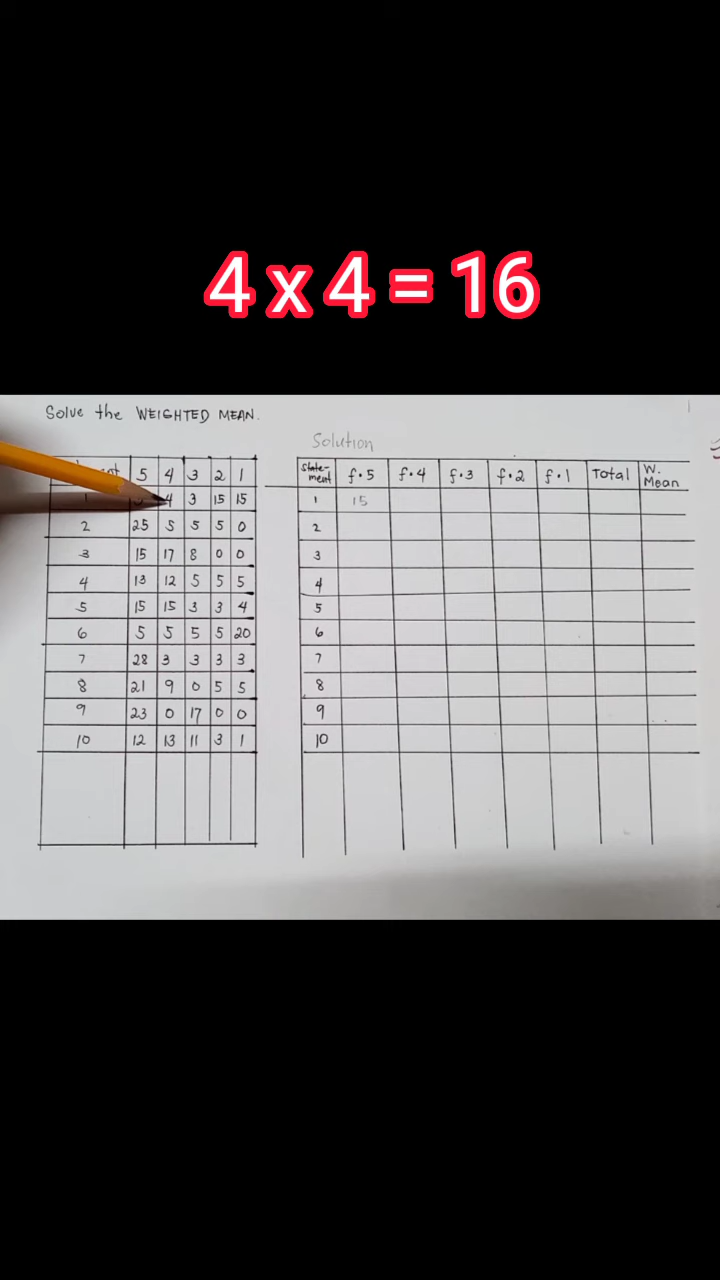 4 x 4 = 16
Solve the WEIGHTED MEAN.
Solution
5 4 3 2 1
4 3 15 15
2 25 5 5 5 0
3 15 17 8 0 0
4 13 12 5 5 5
5 15 15 3 3 4
6 5 5 5 5 20
7 28 3 3 3 3
8 21 9 0 5 5
9 23 0 17 0 0
10 12 13 11 3 1
State-
ment f•5 f•4 f•3 f•2 f•1 Total W.
Mean
1 15
2
3
4
5
6
7
8
9
10